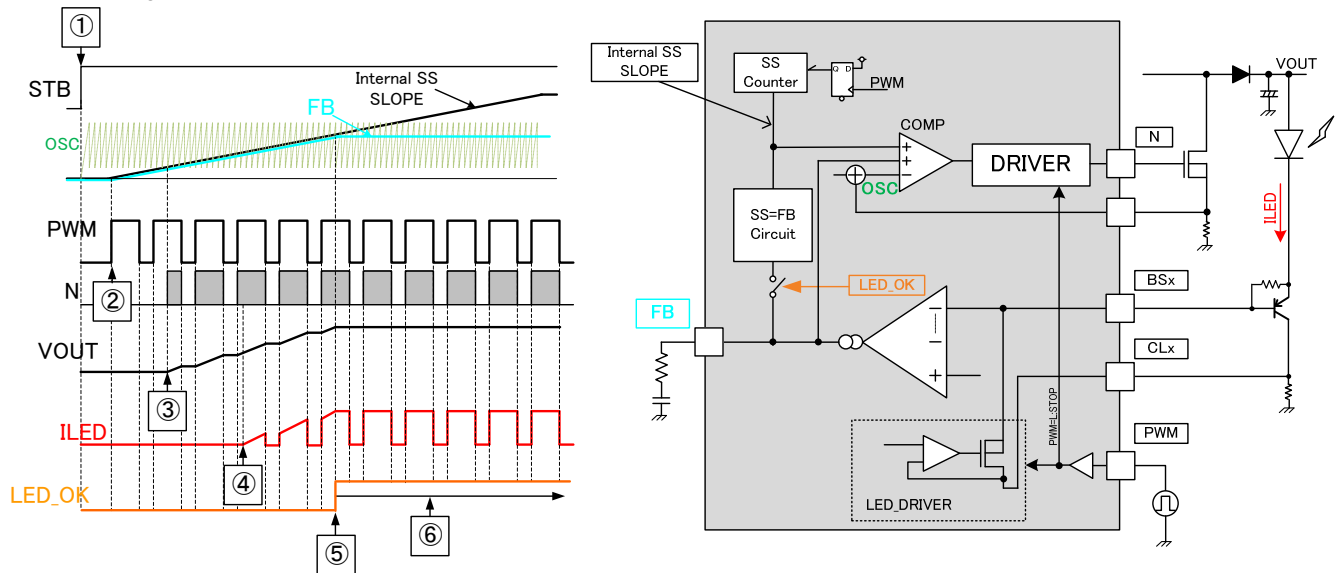 ①
STB
Internal SS
SLOPE
FB
OSC
PWM
②
N
VOUT
③
ILED
④
LED_OK
⑤
⑥
Internal SS
SLOPE
SS
Counter
Q D
PWM
COMP
OSC
DRIVER
SS=FB
Circuit
LED_OK
FB
N
VOUT
ILED
BSx
CLx
PWM
PWM=L:STOP
LED_DRIVER